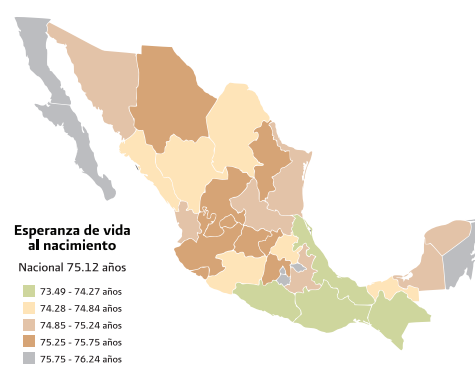 Esperanza de vida
al nacimiento
Nacional 75.12 años
73.49 - 74.27 años
74.28 - 74.84 años
74.85 - 75.24 años
75.25 - 75.75 años
75.75 - 76.24 años